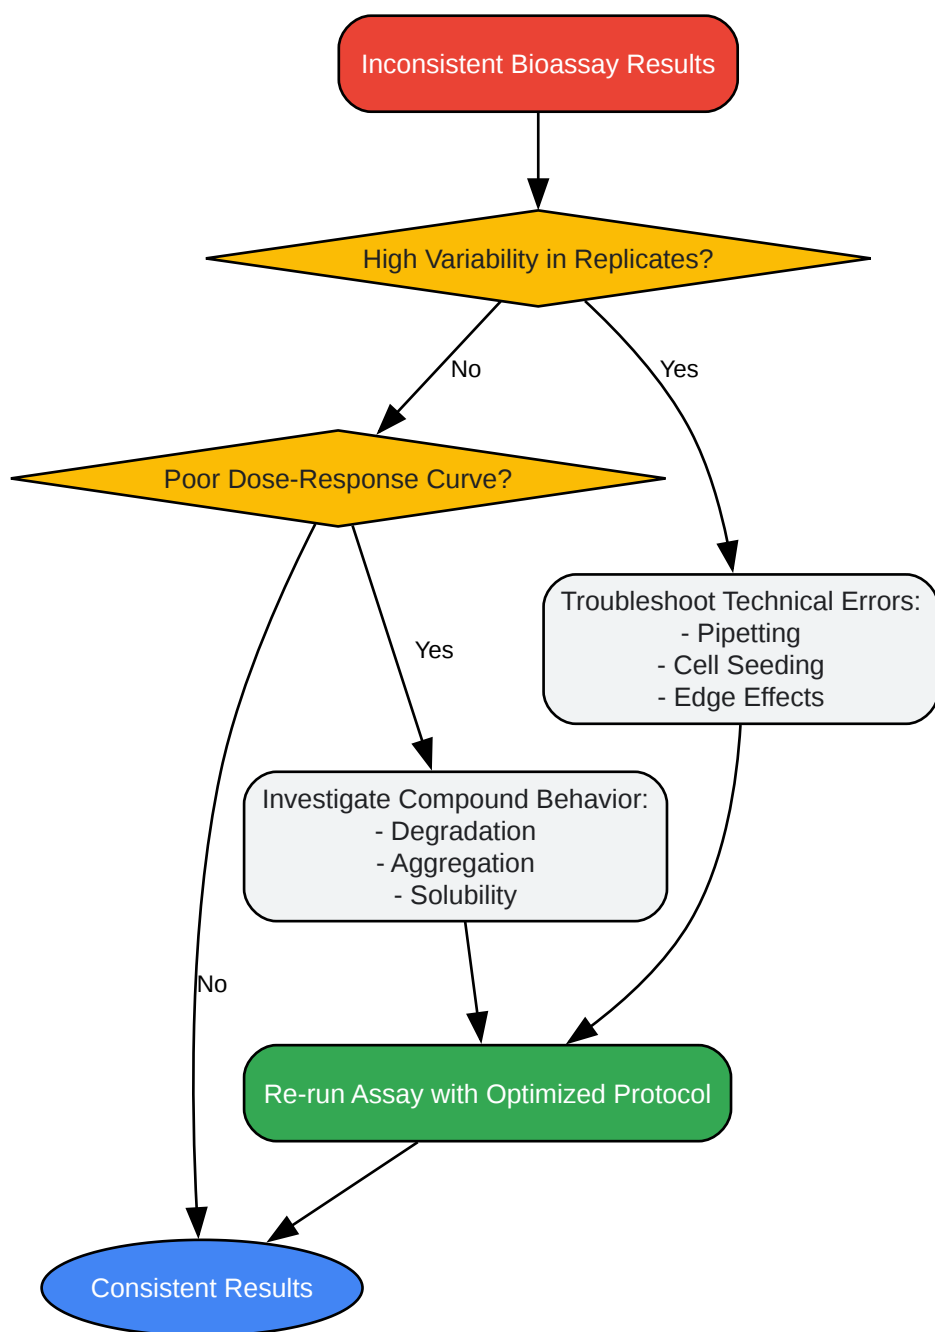 Inconsistent Bioassay Results
High Variability in Replicates?
No
Yes
Poor Dose-Response Curve?
Troubleshoot Technical Errors:
- Pipetting
- Cell Seeding
- Edge Effects
Yes
Investigate Compound Behavior:
- Degradation
- Aggregation
- Solubility
No
Re-run Assay with Optimized Protocol
Consistent Results